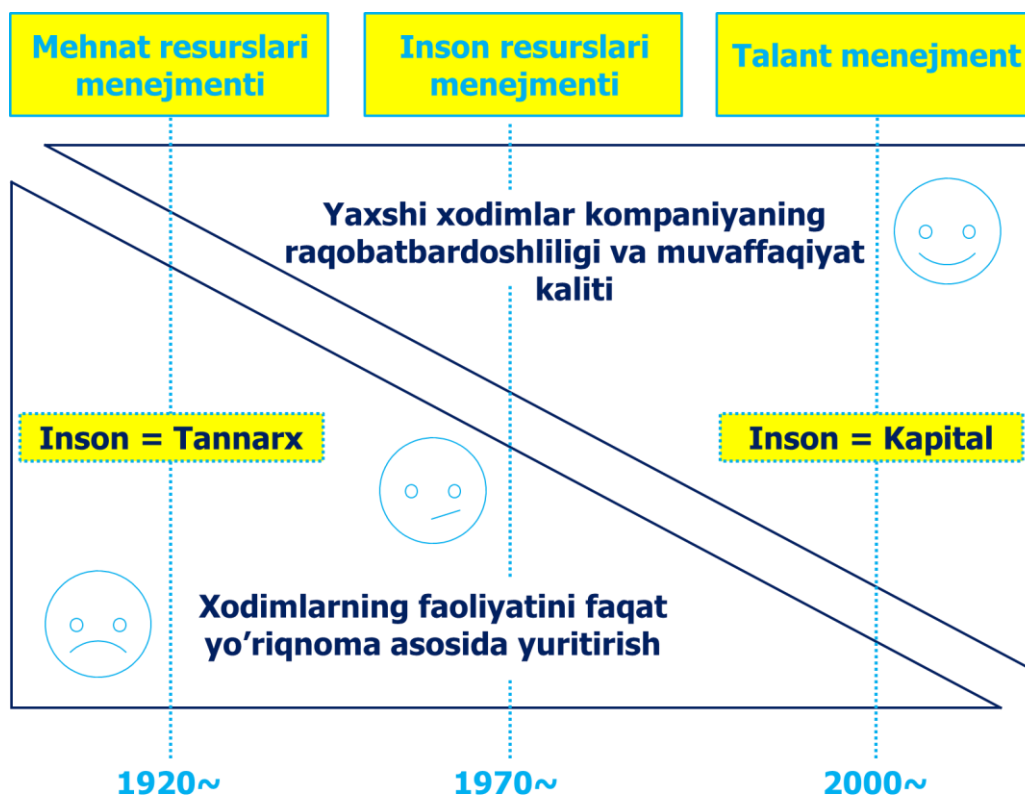 Mehnat resurslari
menejmenti
Inson resurslari
menejmenti
Talant menejment
Yaxshi xodimlar kompaniyaning
raqobatbardoshliligi va muvaffaqiyat
kaliti
Inson = Tannarx
Inson = Kapital
Xodimlarning faoliyatini faqat
yo’riqnoma asosida yuritirish
1920~
1970~
2000~